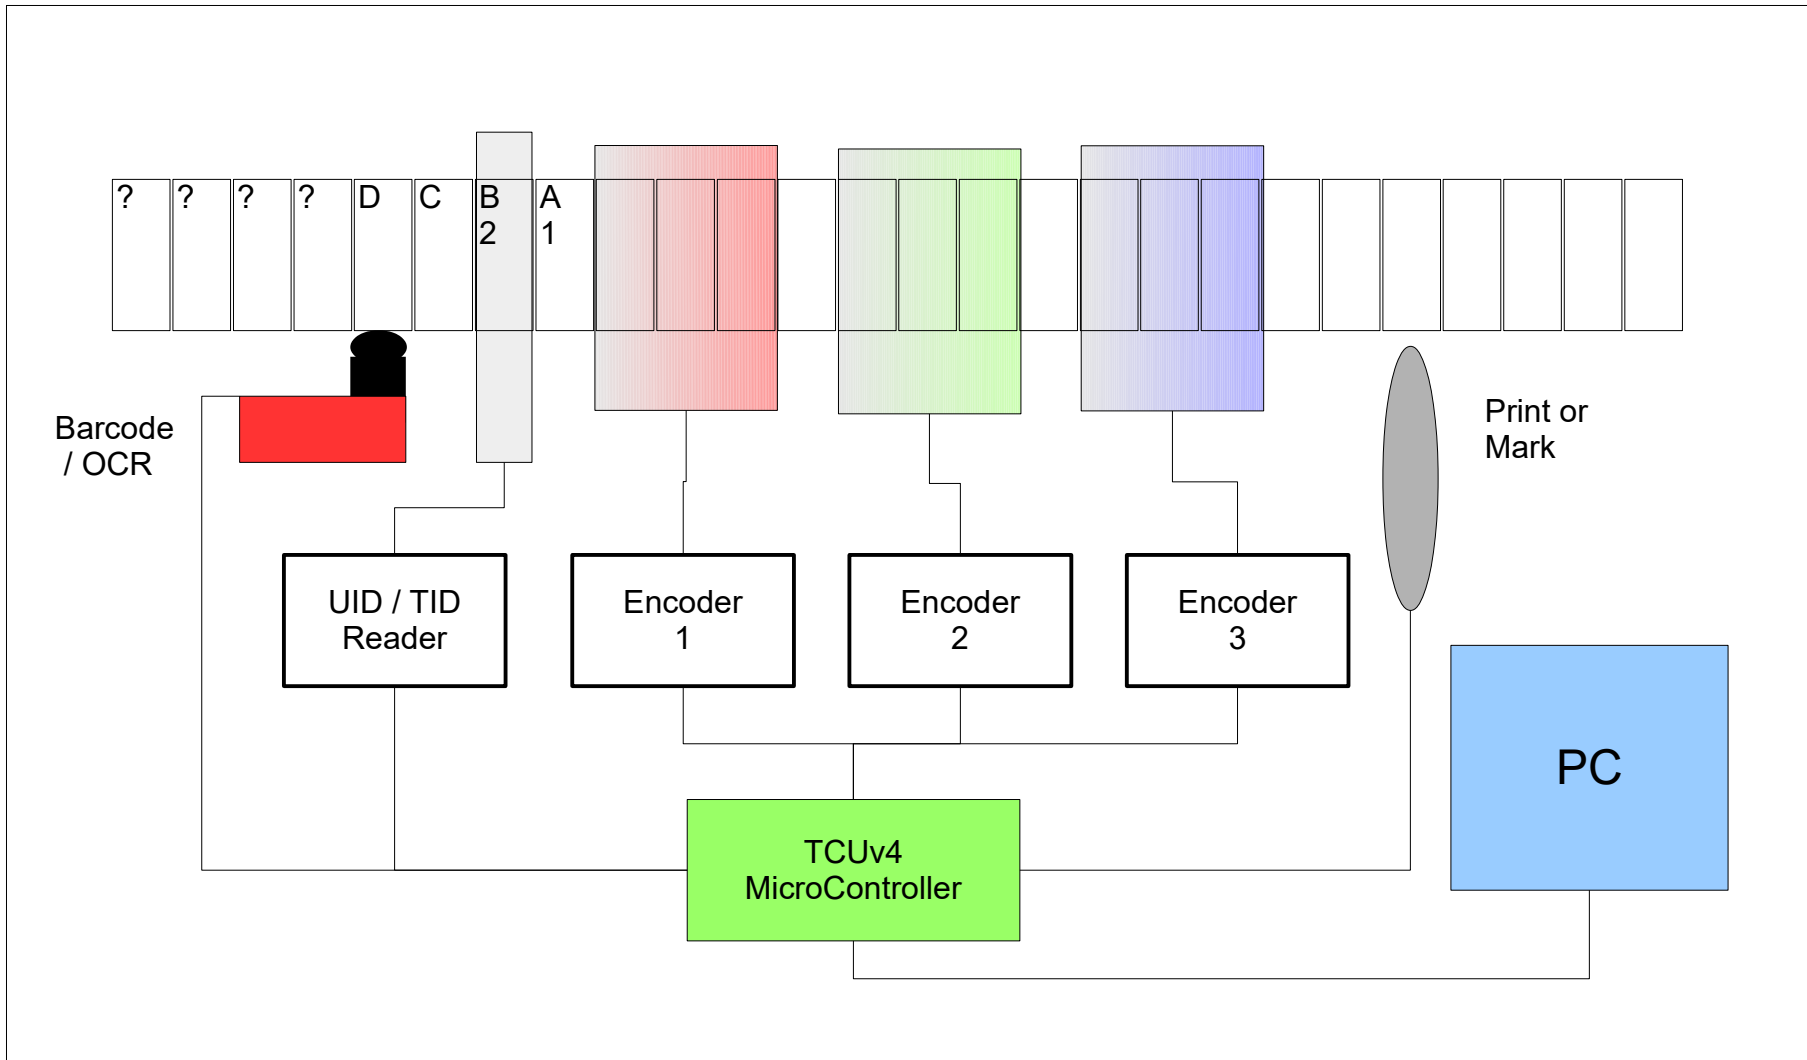 ? ? ? ? D C B A
2 1
Barcode
/ OCR
Print or
Mark
UID / TID
Reader
Encoder
1
Encoder
2
Encoder
3
PC
TCUv4
MicroController